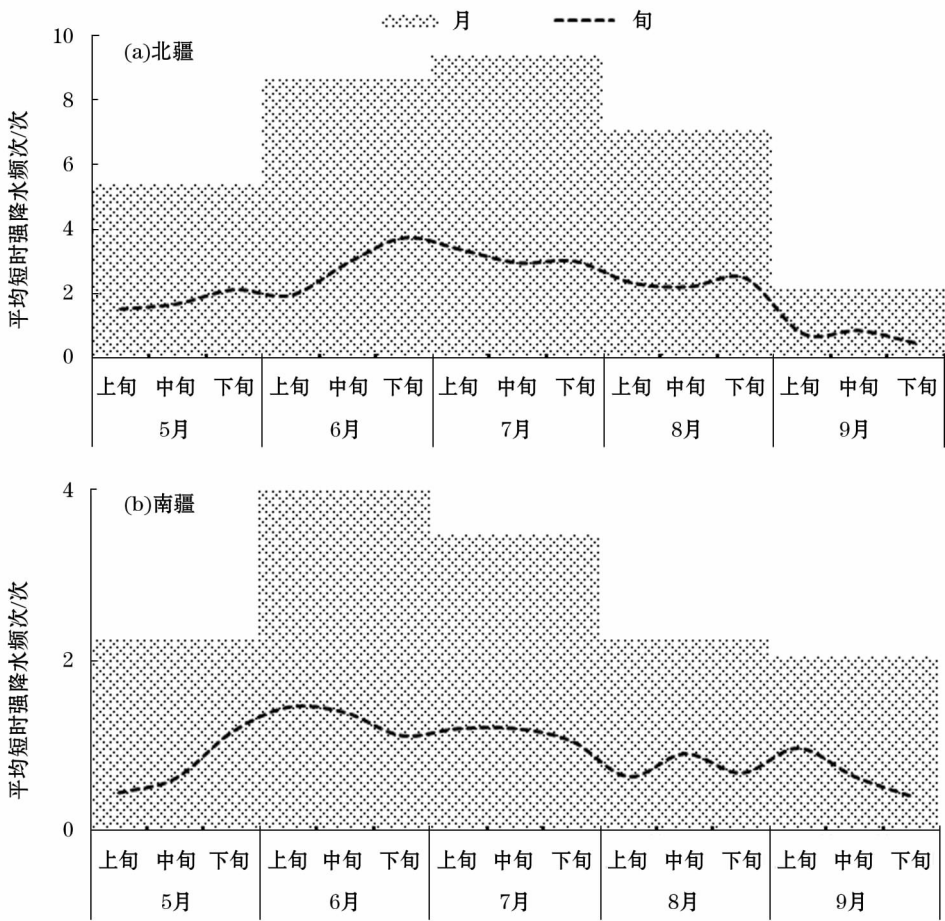 月 旬
(a)北疆
平均短时强降水频次/次
10
8
6
4
2
0
上旬 中旬 下旬 上旬 中旬 下旬 上旬 中旬 下旬 上旬 中旬 下旬 上旬 中旬 下旬
5月 6月 7月 8月 9月
(b)南疆
平均短时强降水频次/次
4
2
0
上旬 中旬 下旬 上旬 中旬 下旬 上旬 中旬 下旬 上旬 中旬 下旬 上旬 中旬 下旬
5月 6月 7月 8月 9月